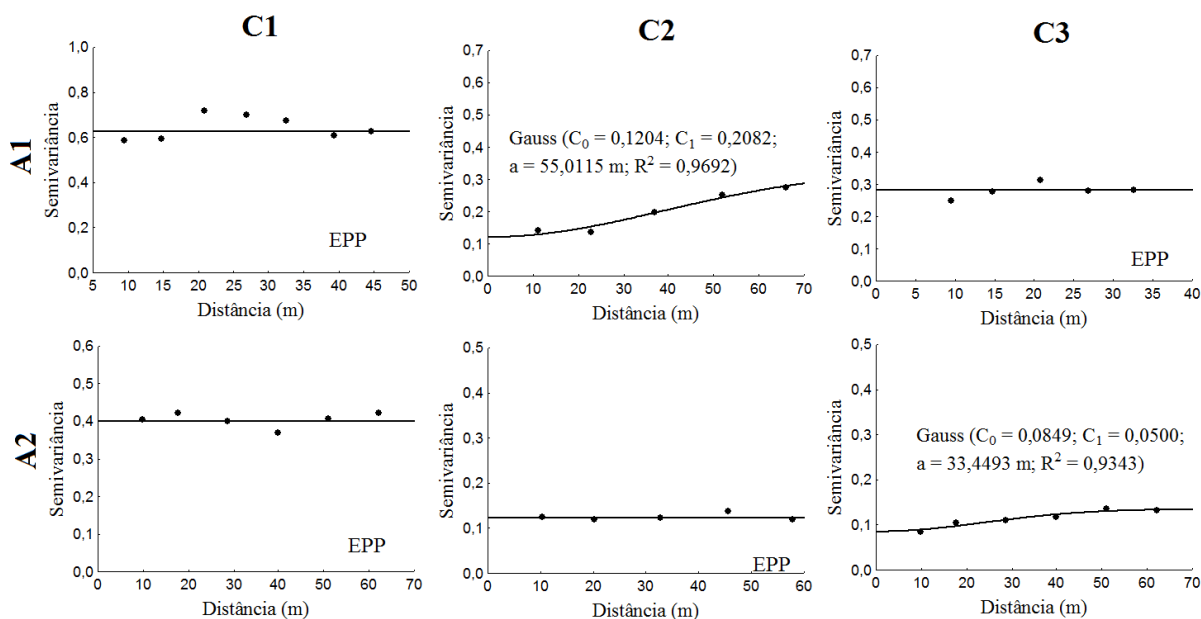 C1
C2
C3
A1
Semivariância
1,0
0,8
0,6
0,4
0,2
0,0
EPP
5 10 15 20 25 30 35 40 45 50
Distância (m)
Semivariância
0,7
0,6
0,5
0,4
0,3
0,2
0,1
0,0
Gauss (C₀ = 0,1204; C₁ = 0,2082;
a = 55,0115 m; R² = 0,9692)
0 10 20 30 40 50 60 70
Distância (m)
Semivariância
0,7
0,6
0,5
0,4
0,3
0,2
0,1
0,0
EPP
0 5 10 15 20 25 30 35 40
Distância (m)
A2
Semivariância
0,6
0,5
0,4
0,3
0,2
0,1
0,0
EPP
0 10 20 30 40 50 60 70
Distância (m)
Semivariância
0,5
0,4
0,3
0,2
0,1
0,0
EPP
0 10 20 30 40 50 60
Distância (m)
Semivariância
0,5
0,4
0,3
0,2
0,1
0,0
Gauss (C₀ = 0,0849; C₁ = 0,0500;
a = 33,4493 m; R² = 0,9343)
0 10 20 30 40 50 60 70
Distância (m)